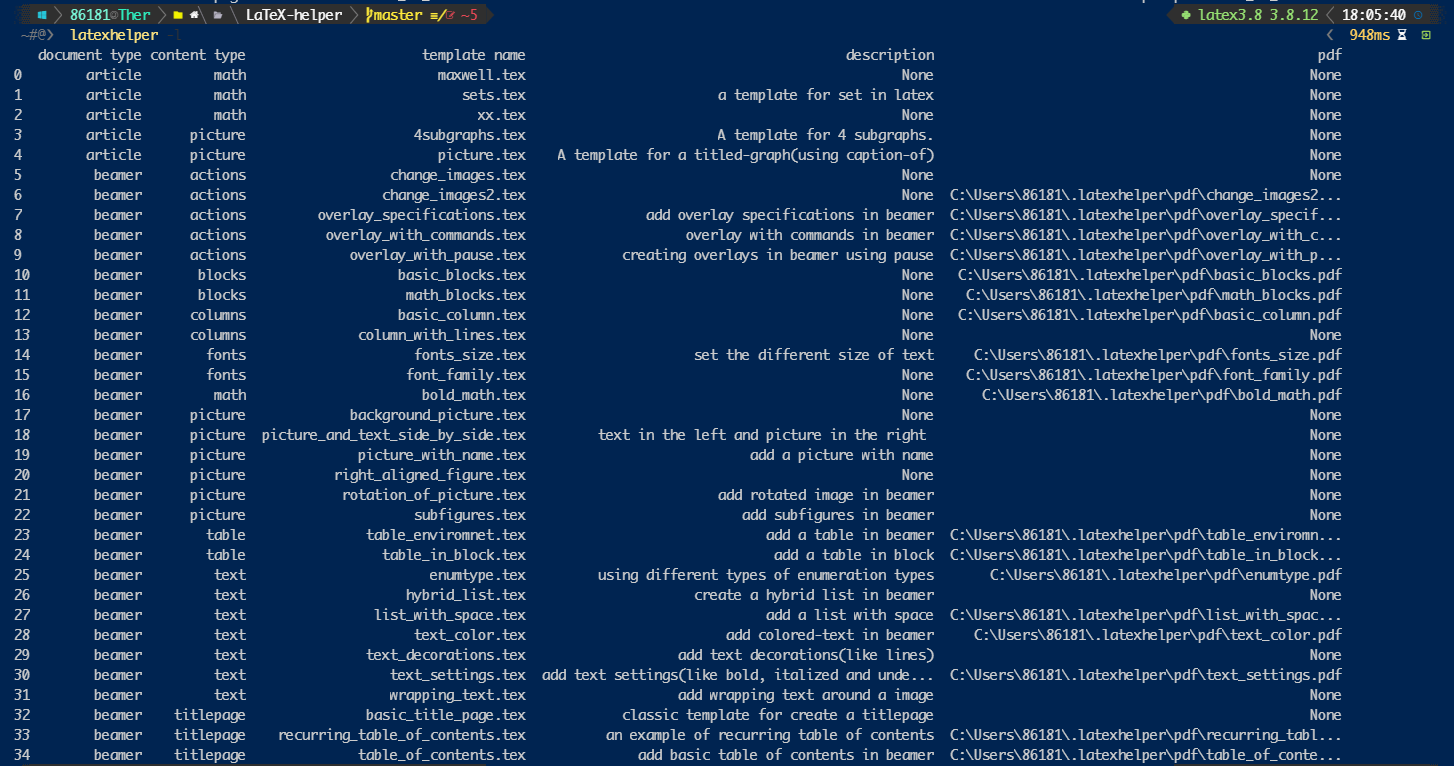 86181@Ther LaTeX-helper master ≡/ ~5 latex3.8 3.8.12 18:05:40
~#@❯ latexhelper -l 948ms
document type content type template name description pdf
0 article math maxwell.tex None None
1 article math sets.tex a template for set in latex None
2 article math xx.tex None None
3 article picture 4subgraphs.tex A template for 4 subgraphs. None
4 article picture picture.tex A template for a titled-graph(using caption-of) None
5 beamer actions change_images.tex None None
6 beamer actions change_images2.tex None C:\Users\86181\.latexhelper\pdf\change_images2...
7 beamer actions overlay_specifications.tex add overlay specifications in beamer C:\Users\86181\.latexhelper\pdf\overlay_specif...
8 beamer actions overlay_with_commands.tex overlay with commands in beamer C:\Users\86181\.latexhelper\pdf\overlay_with_c...
9 beamer actions overlay_with_pause.tex creating overlays in beamer using pause C:\Users\86181\.latexhelper\pdf\overlay_with_p...
10 beamer blocks basic_blocks.tex None C:\Users\86181\.latexhelper\pdf\basic_blocks.pdf
11 beamer blocks math_blocks.tex None C:\Users\86181\.latexhelper\pdf\math_blocks.pdf
12 beamer columns basic_column.tex None C:\Users\86181\.latexhelper\pdf\basic_column.pdf
13 beamer columns column_with_lines.tex None None
14 beamer fonts fonts_size.tex set the different size of text C:\Users\86181\.latexhelper\pdf\fonts_size.pdf
15 beamer fonts font_family.tex None C:\Users\86181\.latexhelper\pdf\font_family.pdf
16 beamer math bold_math.tex None C:\Users\86181\.latexhelper\pdf\bold_math.pdf
17 beamer picture background_picture.tex None None
18 beamer picture picture_and_text_side_by_side.tex text in the left and picture in the right None
19 beamer picture picture_with_name.tex add a picture with name None
20 beamer picture right_aligned_figure.tex None None
21 beamer picture rotation_of_picture.tex add rotated image in beamer None
22 beamer picture subfigures.tex add subfigures in beamer None
23 beamer table table_enviromnet.tex add a table in beamer C:\Users\86181\.latexhelper\pdf\table_enviromn...
24 beamer table table_in_block.tex add a table in block C:\Users\86181\.latexhelper\pdf\table_in_block...
25 beamer text enumtype.tex using different types of enumeration types C:\Users\86181\.latexhelper\pdf\enumtype.pdf
26 beamer text hybrid_list.tex create a hybrid list in beamer None
27 beamer text list_with_space.tex add a list with space C:\Users\86181\.latexhelper\pdf\list_with_spac...
28 beamer text text_color.tex add colored-text in beamer C:\Users\86181\.latexhelper\pdf\text_color.pdf
29 beamer text text_decorations.tex add text decorations(like lines) None
30 beamer text text_settings.tex add text settings(like bold, italized and unde... C:\Users\86181\.latexhelper\pdf\text_settings.pdf
31 beamer text wrapping_text.tex add wrapping text around a image None
32 beamer titlepage basic_title_page.tex classic template for create a titlepage None
33 beamer titlepage recurring_table_of_contents.tex an example of recurring table of contents C:\Users\86181\.latexhelper\pdf\recurring_tabl...
34 beamer titlepage table_of_contents.tex add basic table of contents in beamer C:\Users\86181\.latexhelper\pdf\table_of_conte...